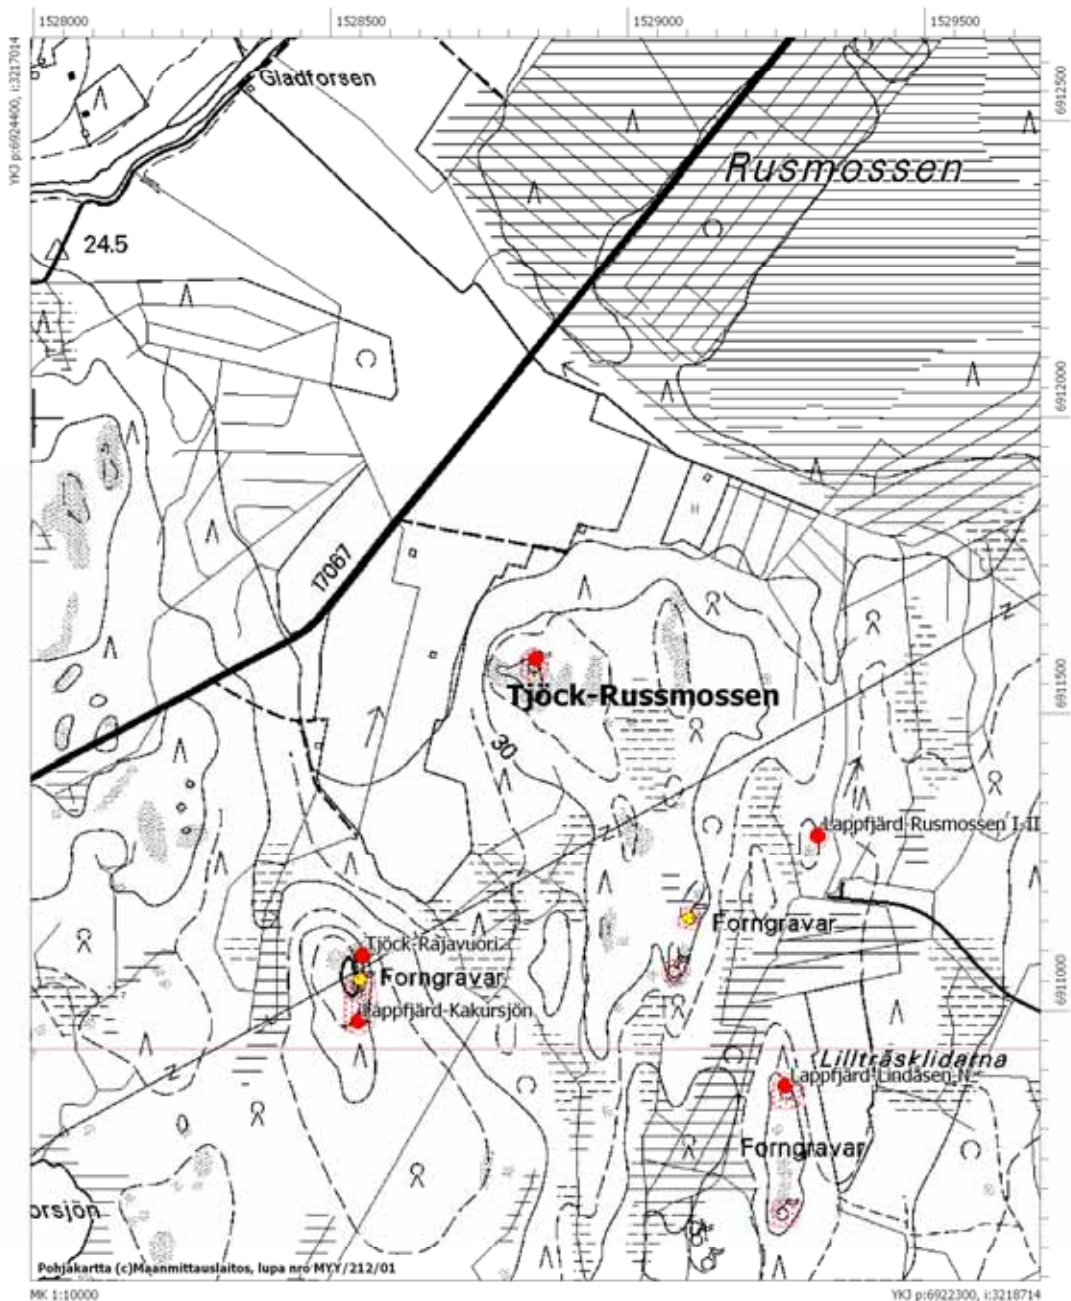 1528000
1528500
1529000
1529500
YKJ p:6924400, i:3217014
Gladforsen
6912500
Rusmossen
24.5
6912000
17067
Tjöck-Russmossen
6911500
30
Lappfjärd-Rusmossen I-II
Forngravar
Tjöck-Rajavuori
Forngravar
Lappfjärd-Kakursjön
6911000
Lillträsklidarna
Lappfjärd-Lindåsen N
Forngravar
orsjön
Pohjakartta (c)Maanmittauslaitos, lupa nro MYY/212/01
MK 1:10000
YKJ p:6922300, i:3218714